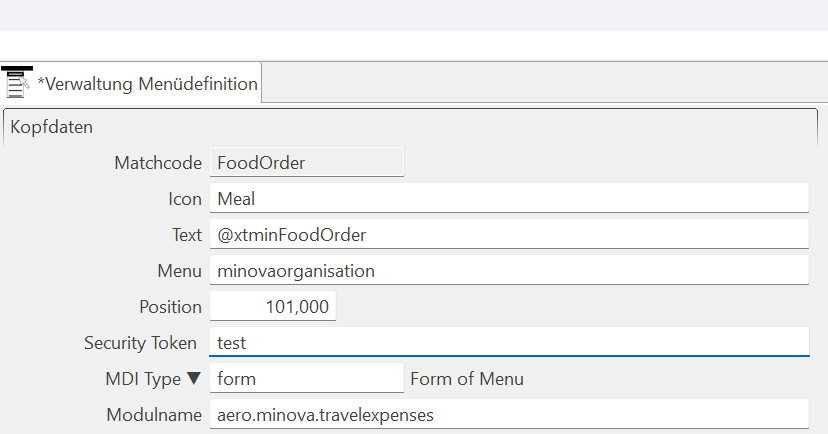 *Verwaltung Menüdefinition
Kopfdaten
Matchcode FoodOrder
Icon Meal
Text @xtminFoodOrder
Menu minovaorganisation
Position 101,000
Security Token test
MDI Type ▼ form Form of Menu
Modulname aero.minova.travelexpenses